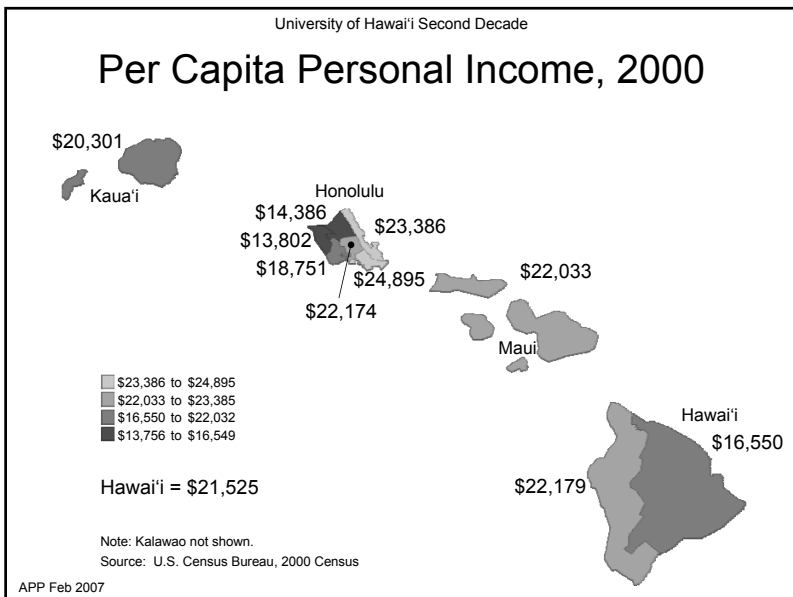 University of Hawai‘i Second Decade
Per Capita Personal Income, 2000
$20,301
Kaua‘i
Honolulu
$14,386
$23,386
$13,802
$18,751
$24,895
$22,174
$22,033
Maui
$23,386 to $24,895
$22,033 to $23,385
$16,550 to $22,032
$13,756 to $16,549
Hawai‘i
$16,550
$22,179
Hawai‘i = $21,525
Note: Kalawao not shown.
Source: U.S. Census Bureau, 2000 Census
APP Feb 2007